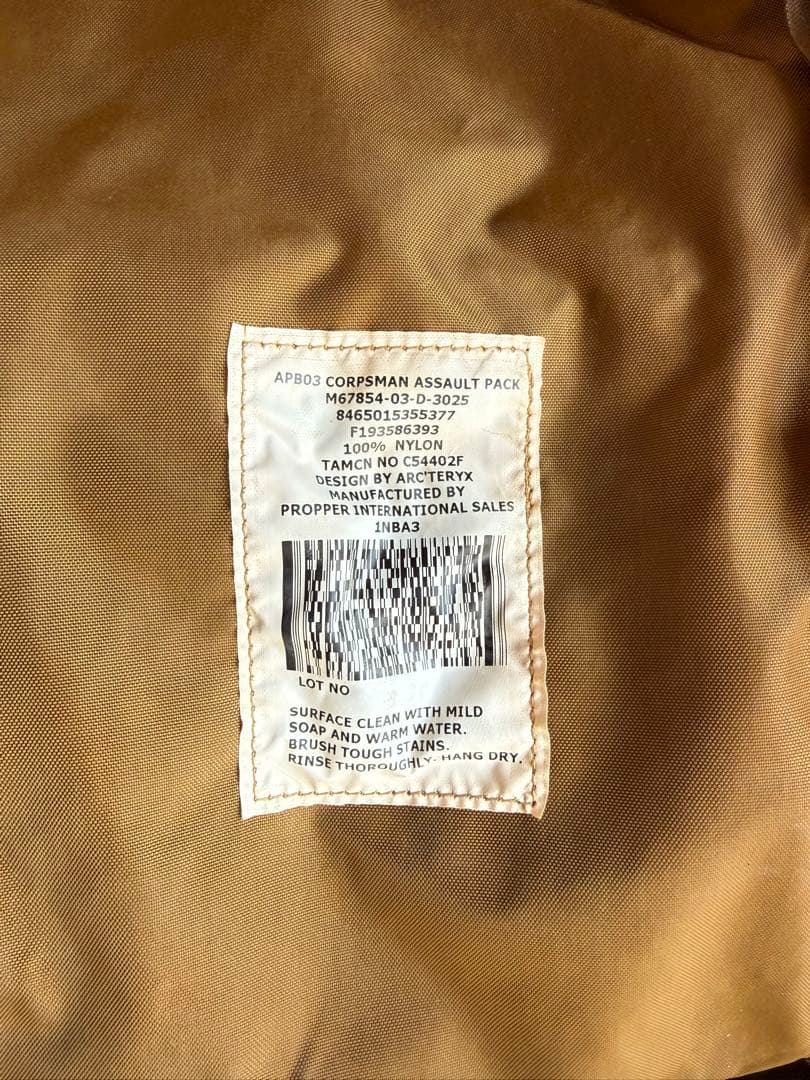 APB03 CORPSMAN ASSAULT PACK
M67854-03-D-3025
8465015355377
F193586393
100% NYLON
TAMCN NO C54402F
DESIGN BY ARC'TERYX
MANUFACTURED BY
PROPPER INTERNATIONAL SALES
1NBA3
LOT NO
SURFACE CLEAN WITH MILD
SOAP AND WARM WATER.
BRUSH TOUGH STAINS.
RINSE THOROUGHLY. HANG DRY.